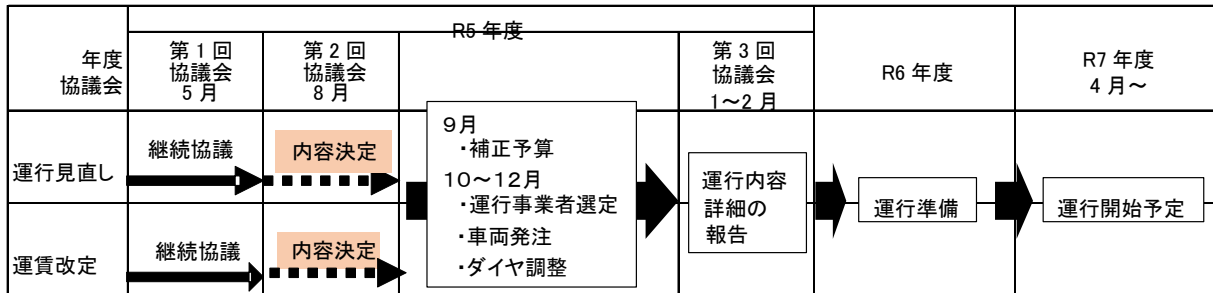 R5 年度
年度
協議会
第 1 回
協議会
5 月
第 2 回
協議会
8 月
第 3 回
協議会
1～2 月
R6 年度
R7 年度
4 月～
運行見直し
継続協議
内容決定
運賃改定
継続協議
内容決定
9月
・補正予算
10～12月
・運行事業者選定
・車両発注
・ダイヤ調整
運行内容
詳細の
報告
運行準備
運行開始予定